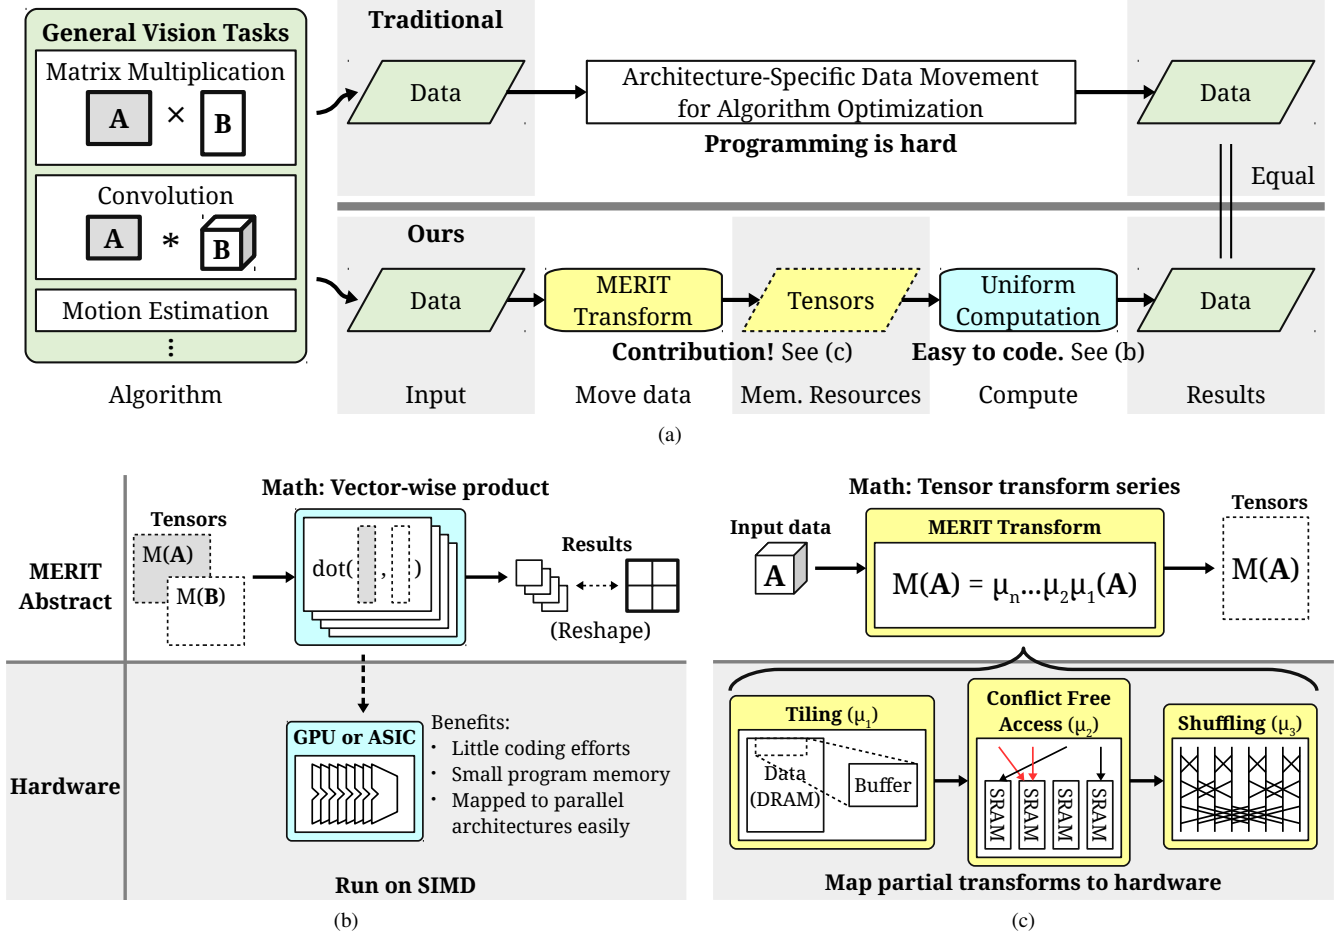 General Vision Tasks
Matrix Multiplication
A × B
Convolution
A * B
Motion Estimation
⋮
Algorithm
Traditional
Data
Architecture-Specific Data Movement
for Algorithm Optimization
Programming is hard
Data
Equal
Ours
Data
MERIT
Transform
Tensors
Uniform
Computation
Data
Contribution! See (c)
Easy to code. See (b)
Input
Move data
Mem. Resources
Compute
Results
(a)
MERIT
Abstract
Hardware
Math: Vector-wise product
Tensors
M(A)
M(B)
dot( , )
Results
(Reshape)
GPU or ASIC
Benefits:
· Little coding efforts
· Small program memory
· Mapped to parallel
architectures easily
Run on SIMD
(b)
Math: Tensor transform series
Input data
A
MERIT Transform
M(A) = μn...μ2μ1(A)
Tensors
M(A)
Tiling (μ1)
Data
(DRAM)
Buffer
Conflict Free
Access (μ2)
SRAM
SRAM
SRAM
SRAM
Shuffling (μ3)
Map partial transforms to hardware
(c)